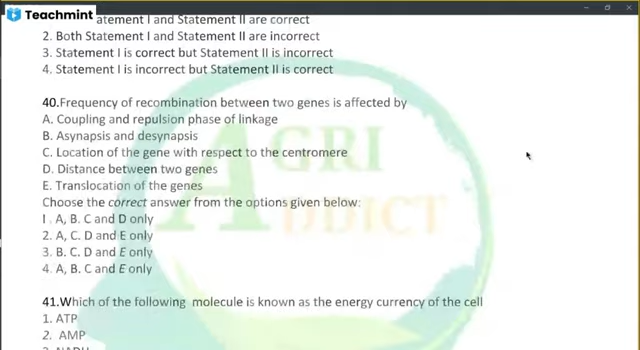 Teachmint
atement I and Statement II are correct
2. Both Statement I and Statement II are incorrect
3. Statement I is correct but Statement II is incorrect
4. Statement I is incorrect but Statement II is correct
40.Frequency of recombination between two genes is affected by
A. Coupling and repulsion phase of linkage
B. Asynapsis and desynapsis
C. Location of the gene with respect to the centromere
D. Distance between two genes
E. Translocation of the genes
Choose the correct answer from the options given below:
I . A, B. C and D only
2. A, C. D and E only
3. B. C. D and E only
4. A, B. C and E only
AGRI
ADDICT
41.Which of the following molecule is known as the energy currency of the cell
1. ATP
2. AMP
3. NADH